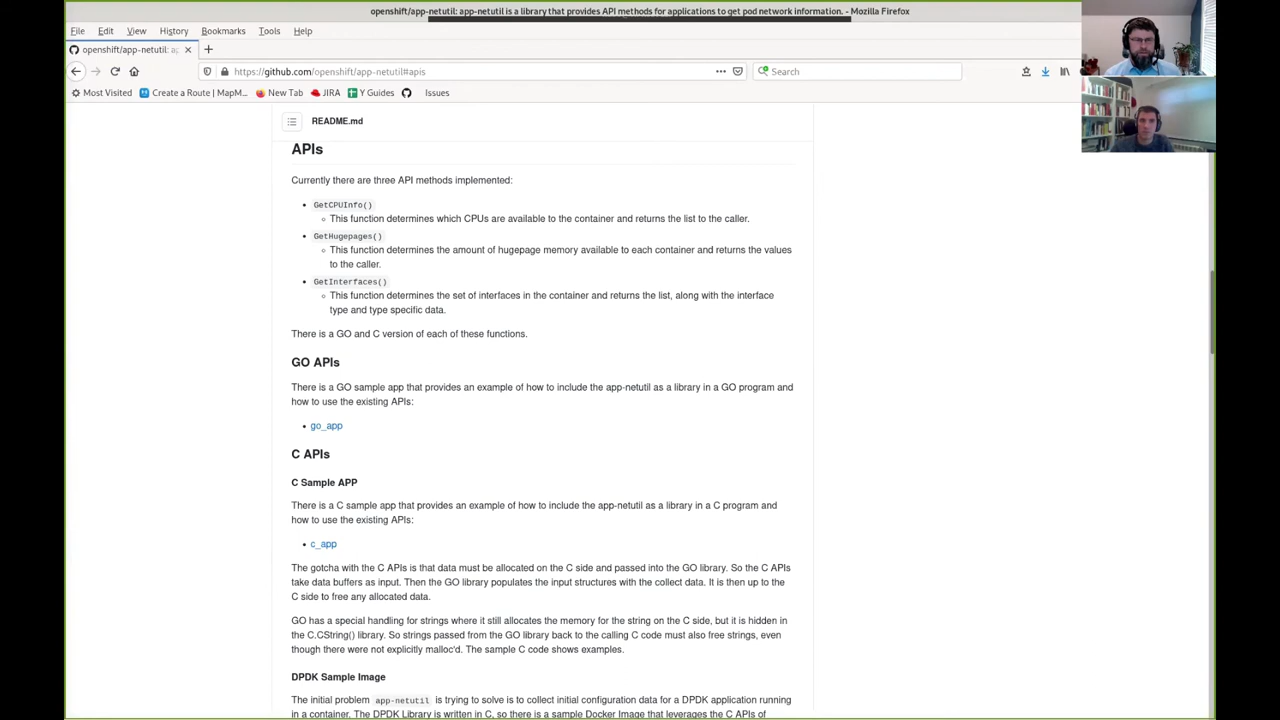 openshift/app-netutil: app-netutil is a library that provides API methods for applications to get pod network information. - Mozilla Firefox
File Edit View History Tools Help
openshift/app-netutil: a
https://github.com/openshift/app-netutil#apis
Search
Most Visited Create a Route | MapM... New Tab JIRA Y Guides Issues
README.md
APIs
Currently there are three API methods implemented:
• GetCPUInfo()
This function determines which CPUs are available to the container and returns the list to the caller.
• GetHugepages()
This function determines the amount of hugepage memory available to each container and returns the values
to the caller.
• GetInterfaces()
This function determines the set of interfaces in the container and returns the list, along with the interface
type and type specific data.
There is a GO and C version of each of these functions.
GO APIs
There is a GO sample app that provides an example of how to include the app-netutil as a library in a GO program and
how to use the existing APIs:
• go_app
C APIs
C Sample APP
There is a C sample app that provides an example of how to include the app-netutil as a library in a C program and
how to use the existing APIs:
• c_app
The gotcha with the C APIs is that data must be allocated on the C side and passed into the GO library. So the C APIs
take data buffers as input. Then the GO library populates the input structures with the collect data. It is then up to the
C side to free any allocated data.
GO has a special handling for strings where it still allocates the memory for the string on the C side, but it is hidden in
the C.CString() library. So strings passed from the GO library back to the calling C code must also free strings, even
though there were not explicitly malloc'd. The sample C code shows examples.
DPDK Sample Image
The initial problem app-netutil is trying to solve is to collect initial configuration data for a DPDK application running
in a container. The DPDK Library is written in C, so there is a sample Docker Image that leverages the C APIs of